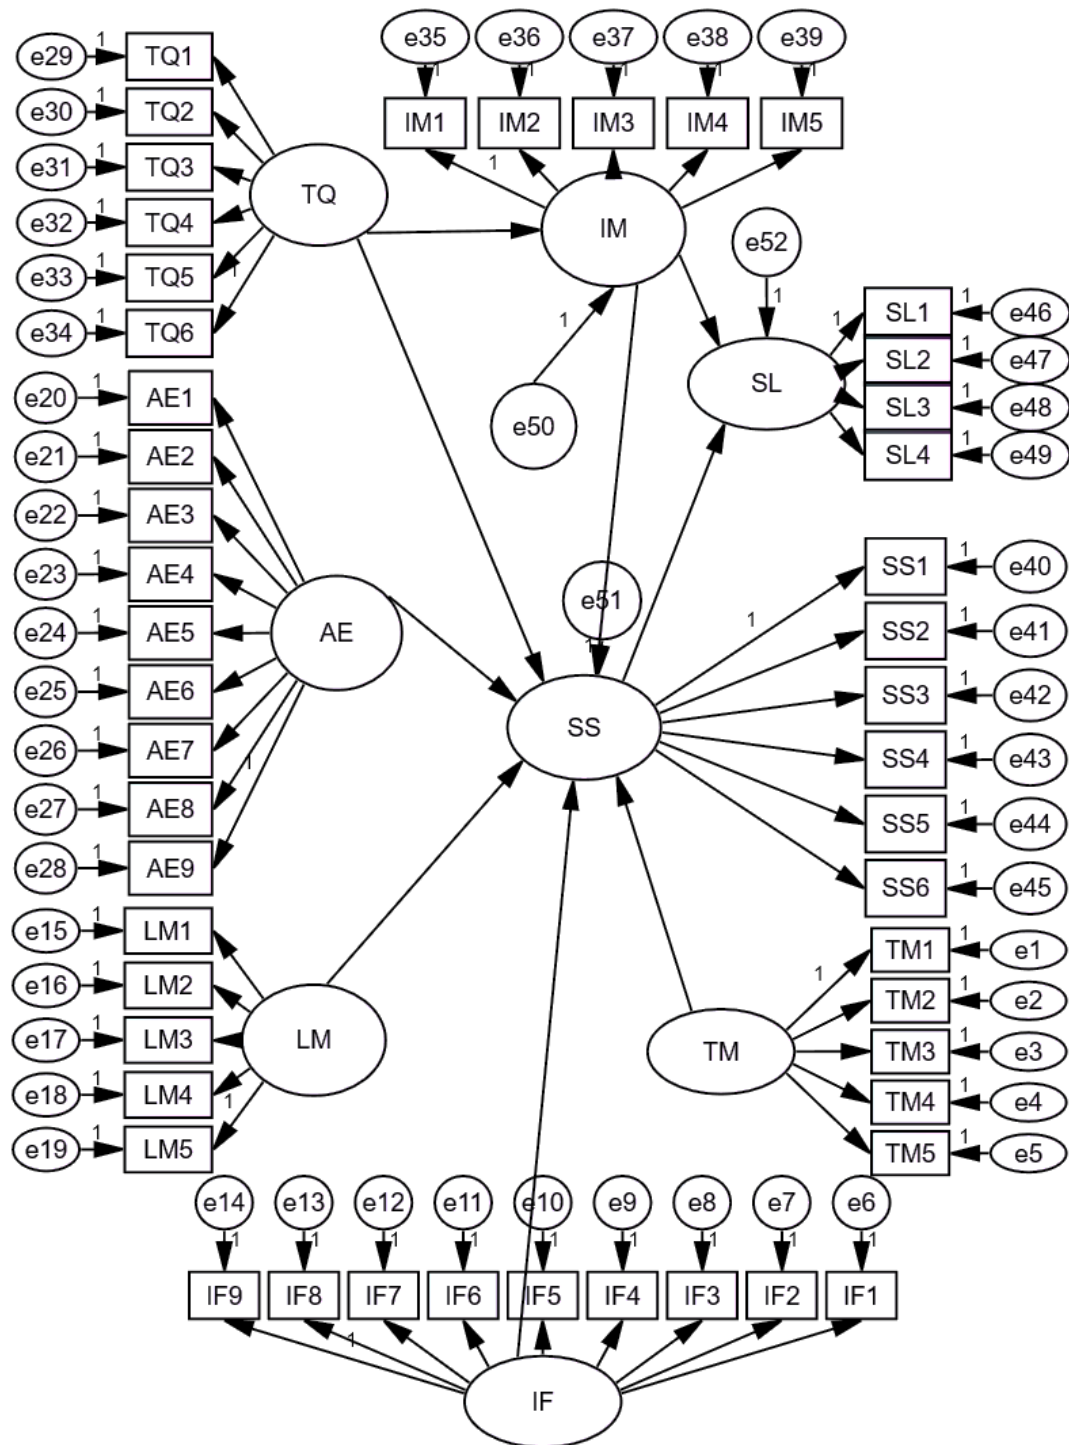 e35 e36 e37 e38 e39
1 1 1 1 1
IM1 IM2 IM3 IM4 IM5
1
IM
e29 1 TQ1
e30 1 TQ2
e31 1 TQ3
e32 1 TQ4
e33 1 TQ5
e34 1 TQ6
TQ
1
e52
1
1
e50
SL
1
SL1 1 e46
SL2 1 e47
SL3 1 e48
SL4 1 e49
e20 1 AE1
e21 1 AE2
e22 1 AE3
e23 1 AE4
e24 1 AE5
e25 1 AE6
e26 1 AE7
e27 1 AE8
e28 1 AE9
AE
1
e51
1
SS
1
SS1 1 e40
SS2 1 e41
SS3 1 e42
SS4 1 e43
SS5 1 e44
SS6 1 e45
e15 1 LM1
e16 1 LM2
e17 1 LM3
e18 1 LM4
e19 1 LM5
LM
1
TM
1
TM1 1 e1
TM2 1 e2
TM3 1 e3
TM4 1 e4
TM5 1 e5
e14 e13 e12 e11 e10 e9 e8 e7 e6
1 1 1 1 1 1 1 1 1
IF9 IF8 IF7 IF6 IF5 IF4 IF3 IF2 IF1
1
IF